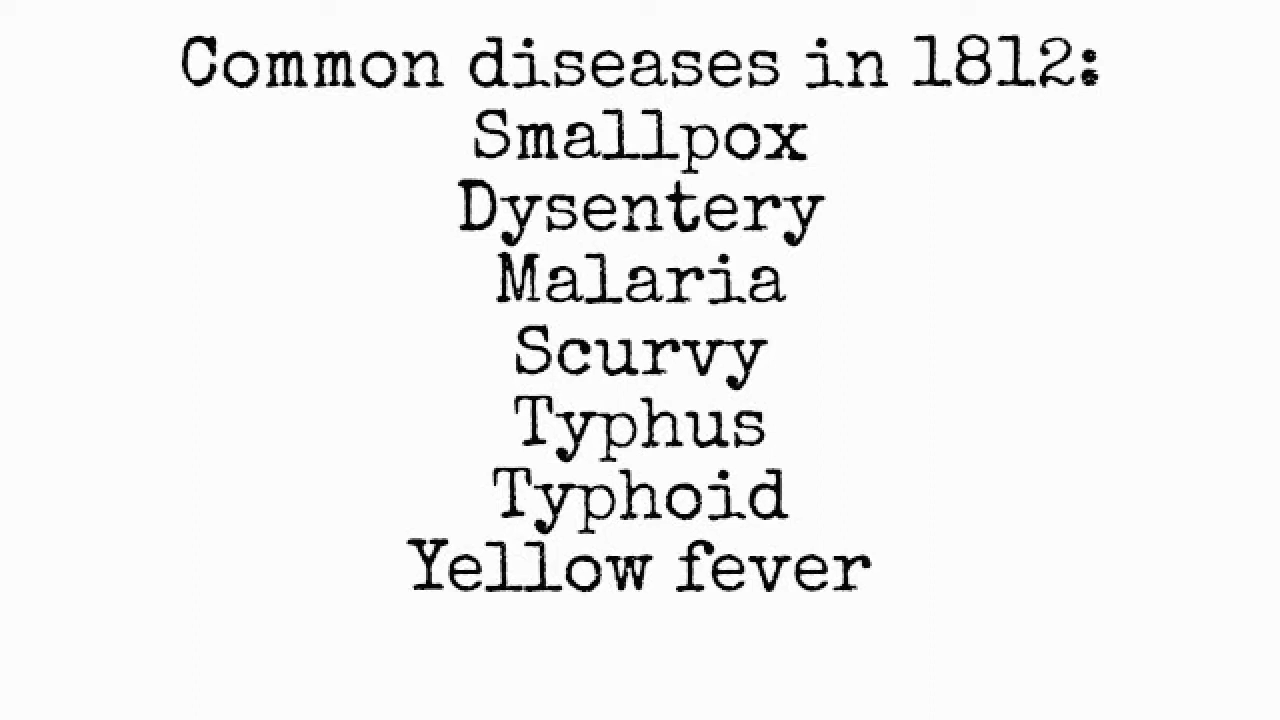 Common diseases in 1812:
Smallpox
Dysentery
Malaria
Scurvy
Typhus
Typhoid
Yellow fever